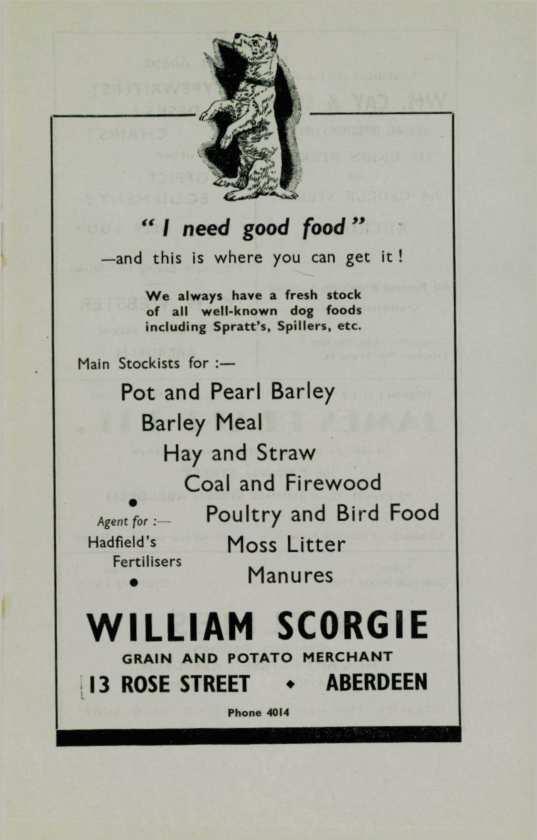 “ I need good food ”
—and this is where you can get it !
We always have a fresh stock
of all well-known dog foods
including Spratt's, Spillers, etc.
Main Stockists for :—
Pot and Pearl Barley
Barley Meal
Hay and Straw
Coal and Firewood
Poultry and Bird Food
Moss Litter
Manures
Agent for :—
Hadfield's
Fertilisers
WILLIAM SCORGIE
GRAIN AND POTATO MERCHANT
13 ROSE STREET • ABERDEEN
Phone 4014